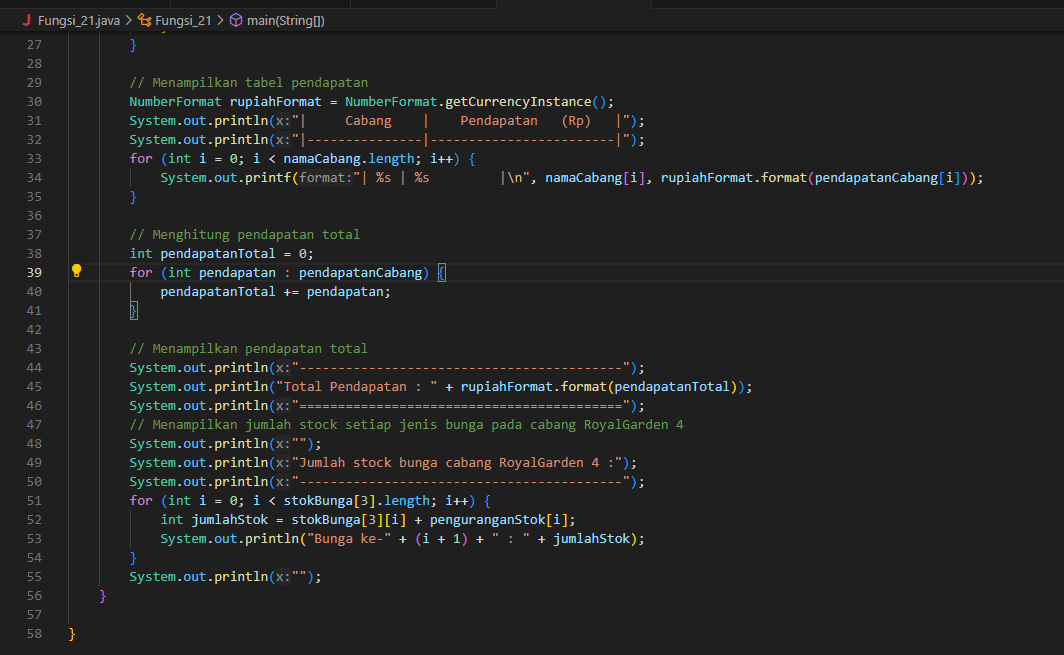 Fungsi_21.java > Fungsi_21 > main(String[])
27 }
28
29 // Menampilkan tabel pendapatan
30 NumberFormat rupiahFormat = NumberFormat.getCurrencyInstance();
31 System.out.println(x:"|     Cabang    |    Pendapatan   (Rp)   |");
32 System.out.println(x:"|---------------|------------------------|");
33 for (int i = 0; i < namaCabang.length; i++) {
34     System.out.printf(format:"| %s | %s         |\n", namaCabang[i], rupiahFormat.format(pendapatanCabang[i]));
35 }
36
37 // Menghitung pendapatan total
38 int pendapatanTotal = 0;
39 for (int pendapatan : pendapatanCabang) {
40     pendapatanTotal += pendapatan;
41 }
42
43 // Menampilkan pendapatan total
44 System.out.println(x:"------------------------------------------");
45 System.out.println("Total Pendapatan : " + rupiahFormat.format(pendapatanTotal));
46 System.out.println(x:"==========================================");
47 // Menampilkan jumlah stock setiap jenis bunga pada cabang RoyalGarden 4
48 System.out.println(x:"");
49 System.out.println(x:"Jumlah stock bunga cabang RoyalGarden 4 :");
50 System.out.println(x:"------------------------------------------");
51 for (int i = 0; i < stokBunga[3].length; i++) {
52     int jumlahStok = stokBunga[3][i] + penguranganStok[i];
53     System.out.println("Bunga ke-" + (i + 1) + " : " + jumlahStok);
54 }
55 System.out.println(x:"");
56 }
57
58 }